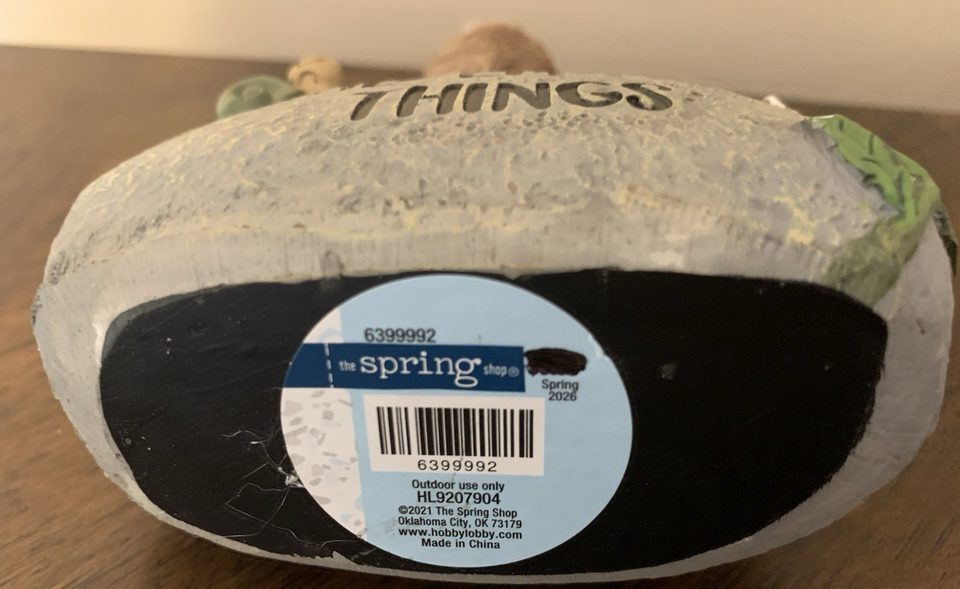 THINGS
6399992
the spring shop®
Spring
2026
6399992
Outdoor use only
HL9207904
©2021 The Spring Shop
Oklahoma City, OK 73179
www.hobbylobby.com
Made in China